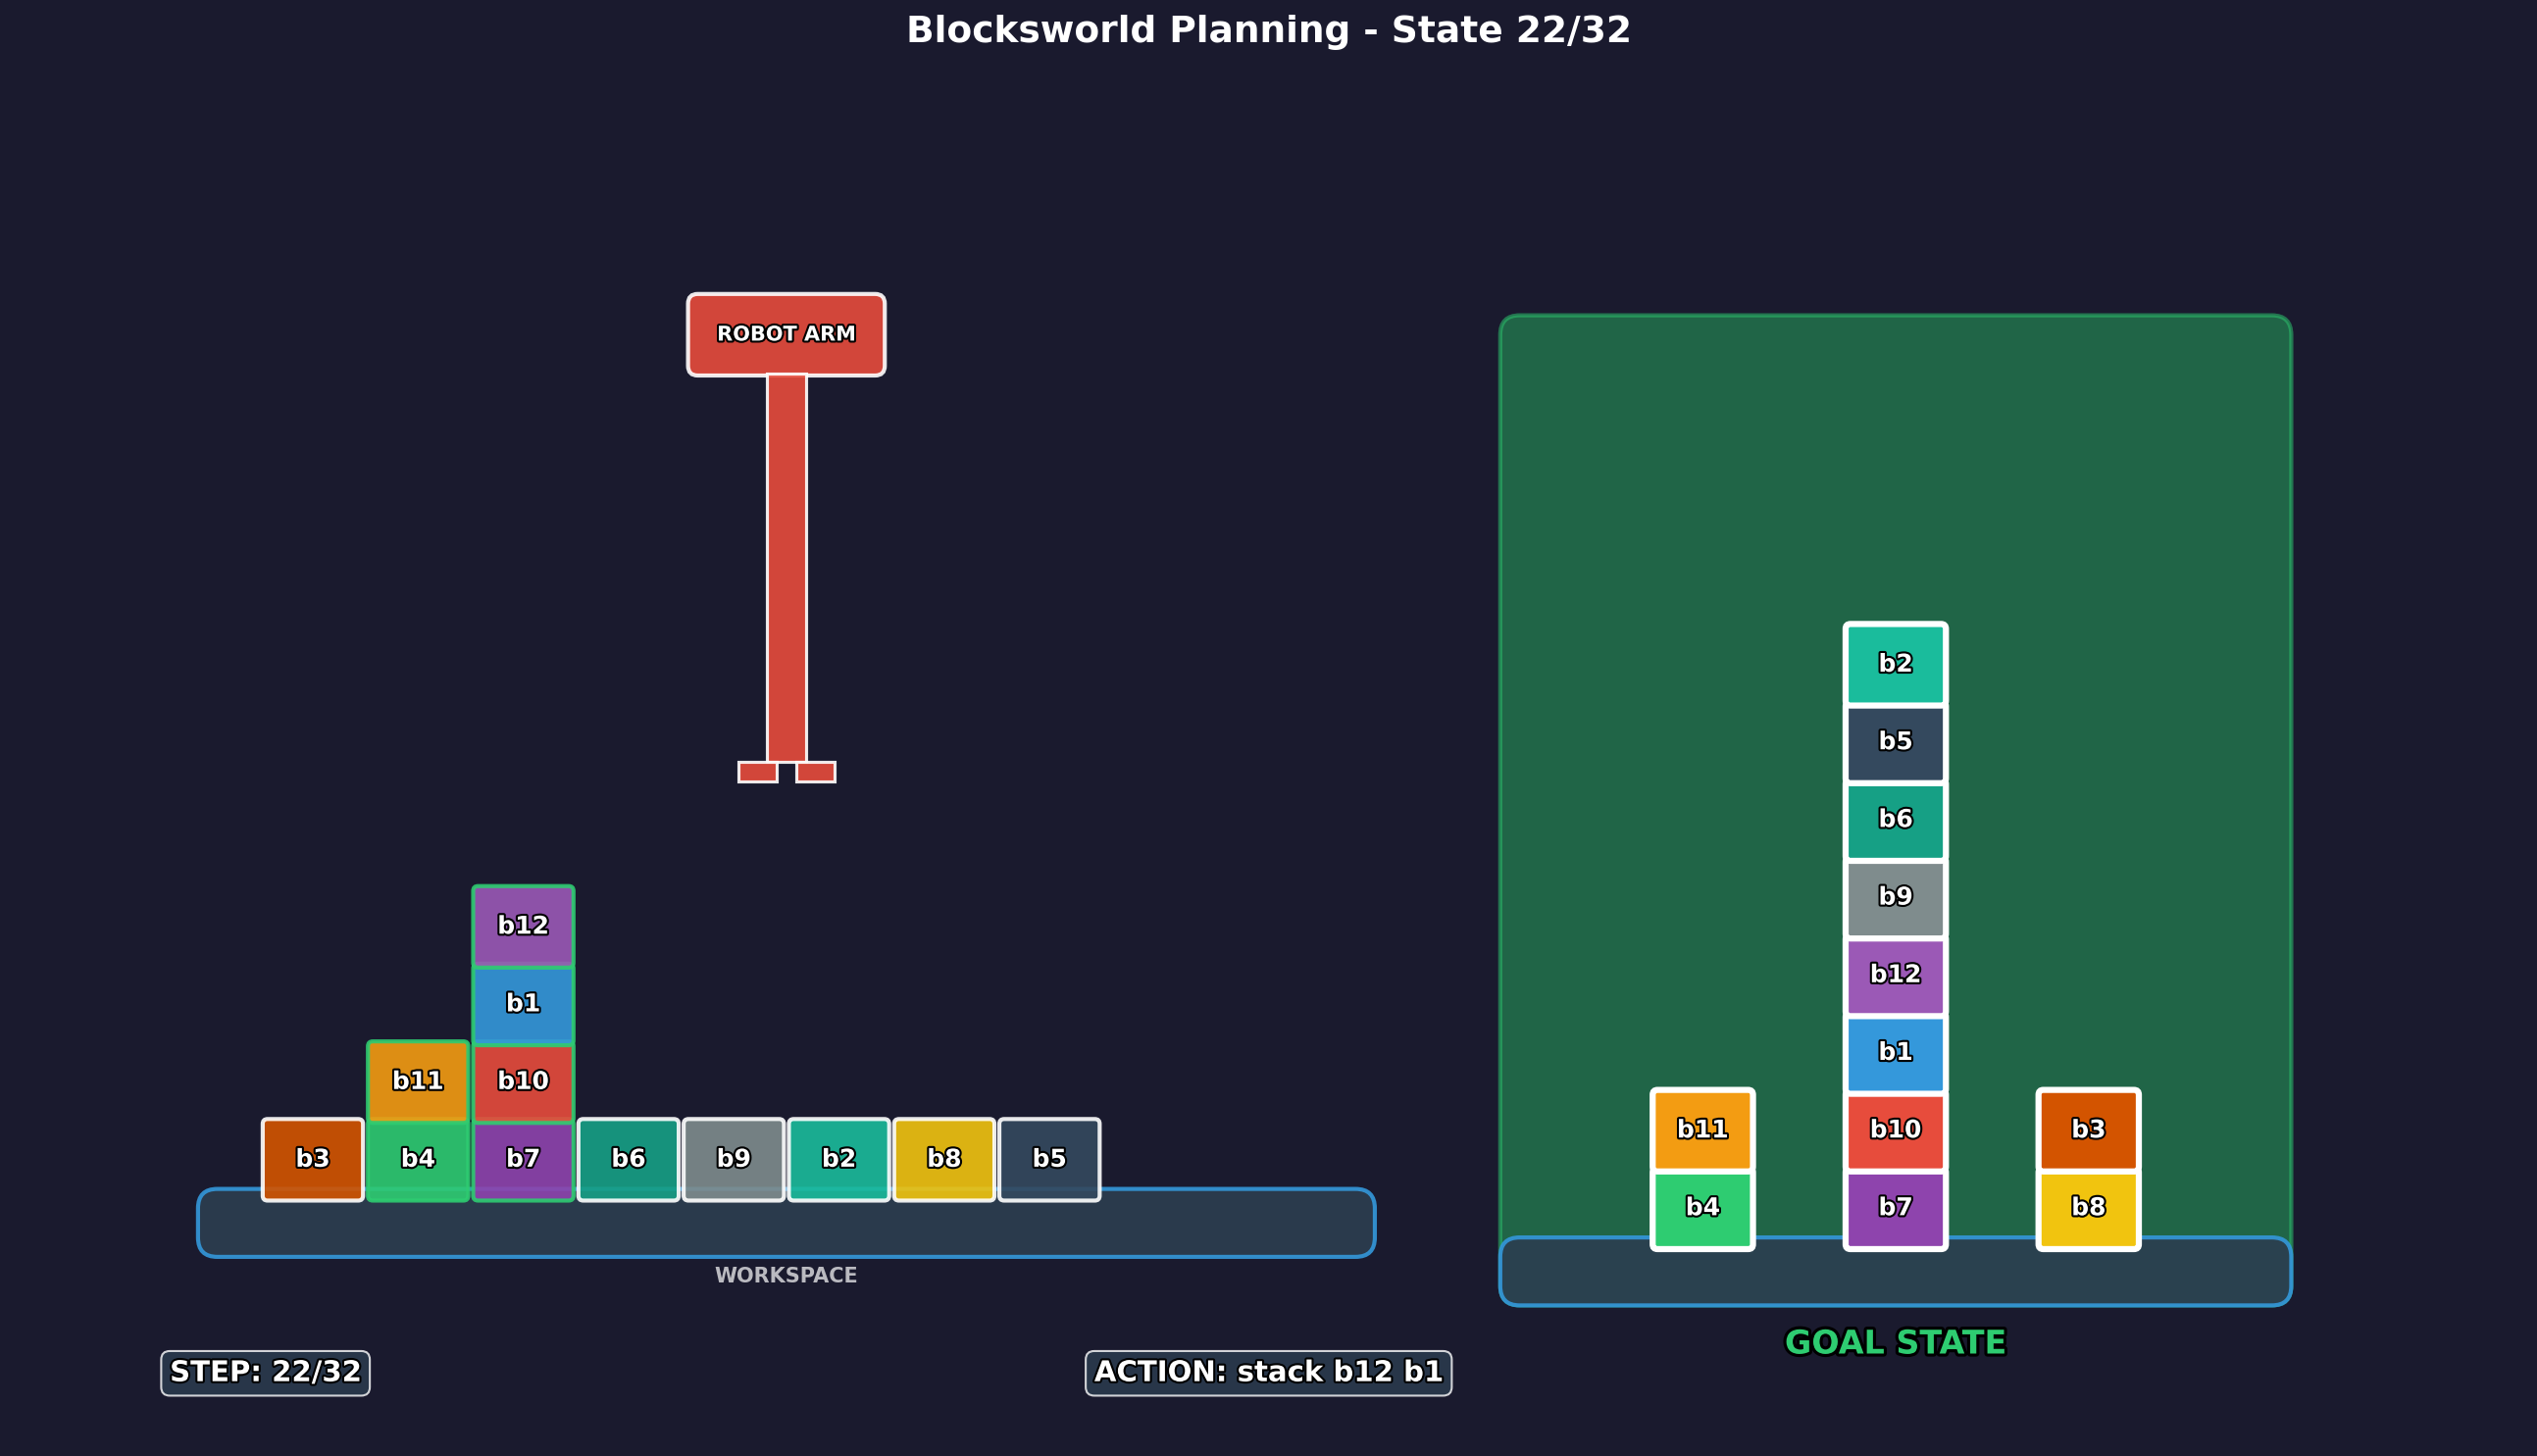 Blocksworld Planning - State 22/32
ROBOT ARM
b12
b1
b11
b10
b3
b4
b7
b6
b9
b2
b8
b5
WORKSPACE
b2
b5
b6
b9
b12
b1
b11
b10
b3
b4
b7
b8
GOAL STATE
STEP: 22/32
ACTION: stack b12 b1